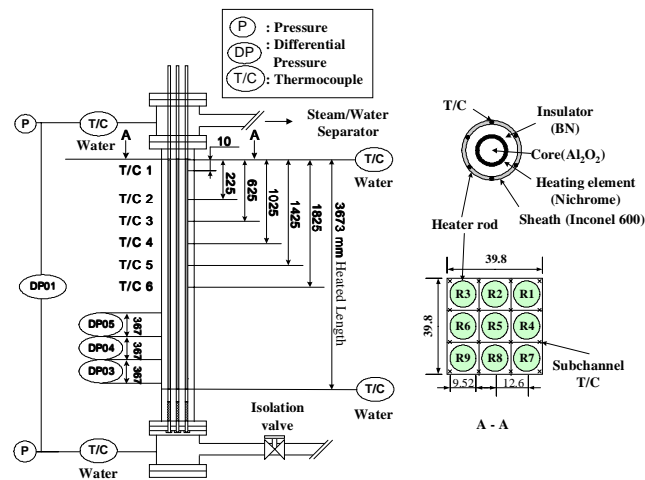 P : Pressure
DP : Differential Pressure
T/C : Thermocouple
P
T/C
Water
Steam/Water
Separator
A
A
10
T/C
Water
T/C 1
T/C 2
T/C 3
T/C 4
T/C 5
T/C 6
225
625
1025
1425
1825
3673 mm Heated Length
DP01
DP05
367
DP04
367
DP03
367
T/C
Water
Isolation
valve
P
T/C
Water
T/C
Insulator
(BN)
Core(Al₂O₂)
Heating element
(Nichrome)
Sheath (Inconel 600)
Heater rod
39.8
39.8
R3 R2 R1
R6 R5 R4
R9 R8 R7
Subchannel
T/C
9.52
12.6
A - A